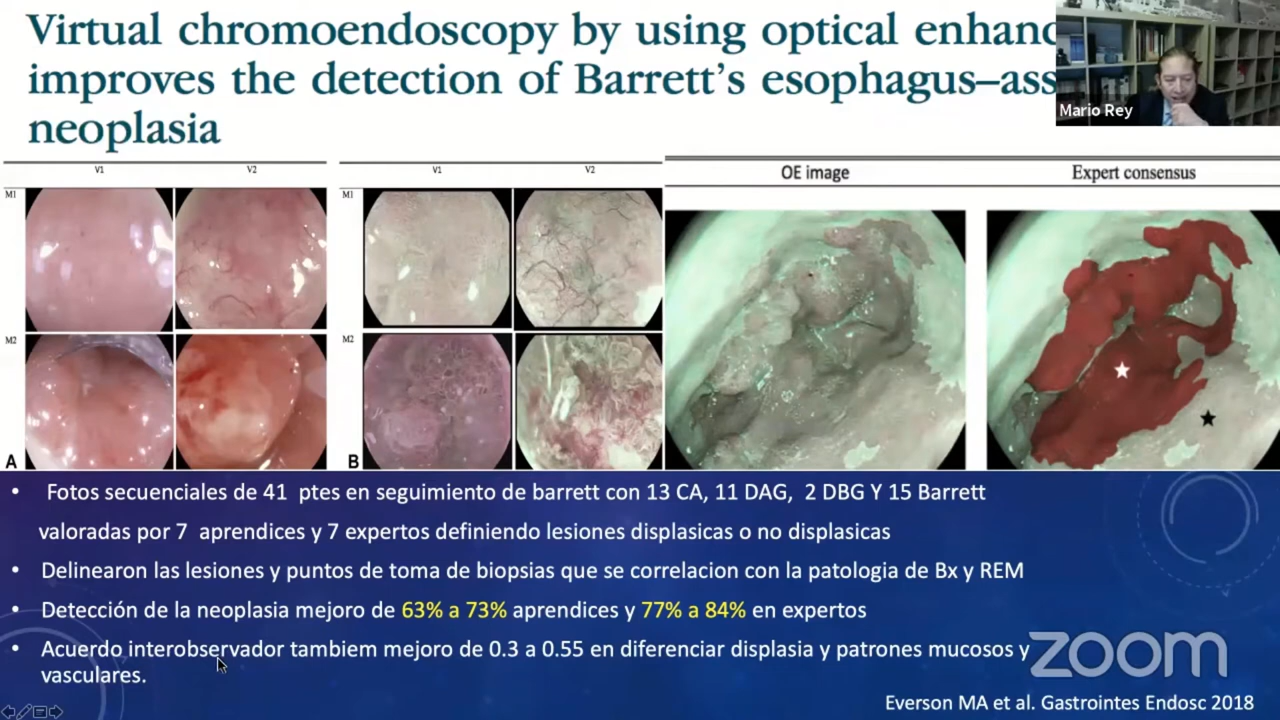 Virtual chromoendoscopy by using optical enhanc
improves the detection of Barrett's esophagus–ass
neoplasia
Mario Rey
V1
V2
V1
V2
OE image
Expert consensus
M1
M1
M2
M2
A
B
• Fotos secuenciales de 41 ptes en seguimiento de barrett con 13 CA, 11 DAG, 2 DBG Y 15 Barrett
valoradas por 7 aprendices y 7 expertos definiendo lesiones displasicas o no displasicas
• Delinearon las lesiones y puntos de toma de biopsias que se correlacion con la patologia de Bx y REM
• Detección de la neoplasia mejoro de 63% a 73% aprendices y 77% a 84% en expertos
• Acuerdo interobservador tambiem mejoro de 0.3 a 0.55 en diferenciar displasia y patrones mucosos y
vasculares.
zoom
Everson MA et al. Gastrointes Endosc 2018